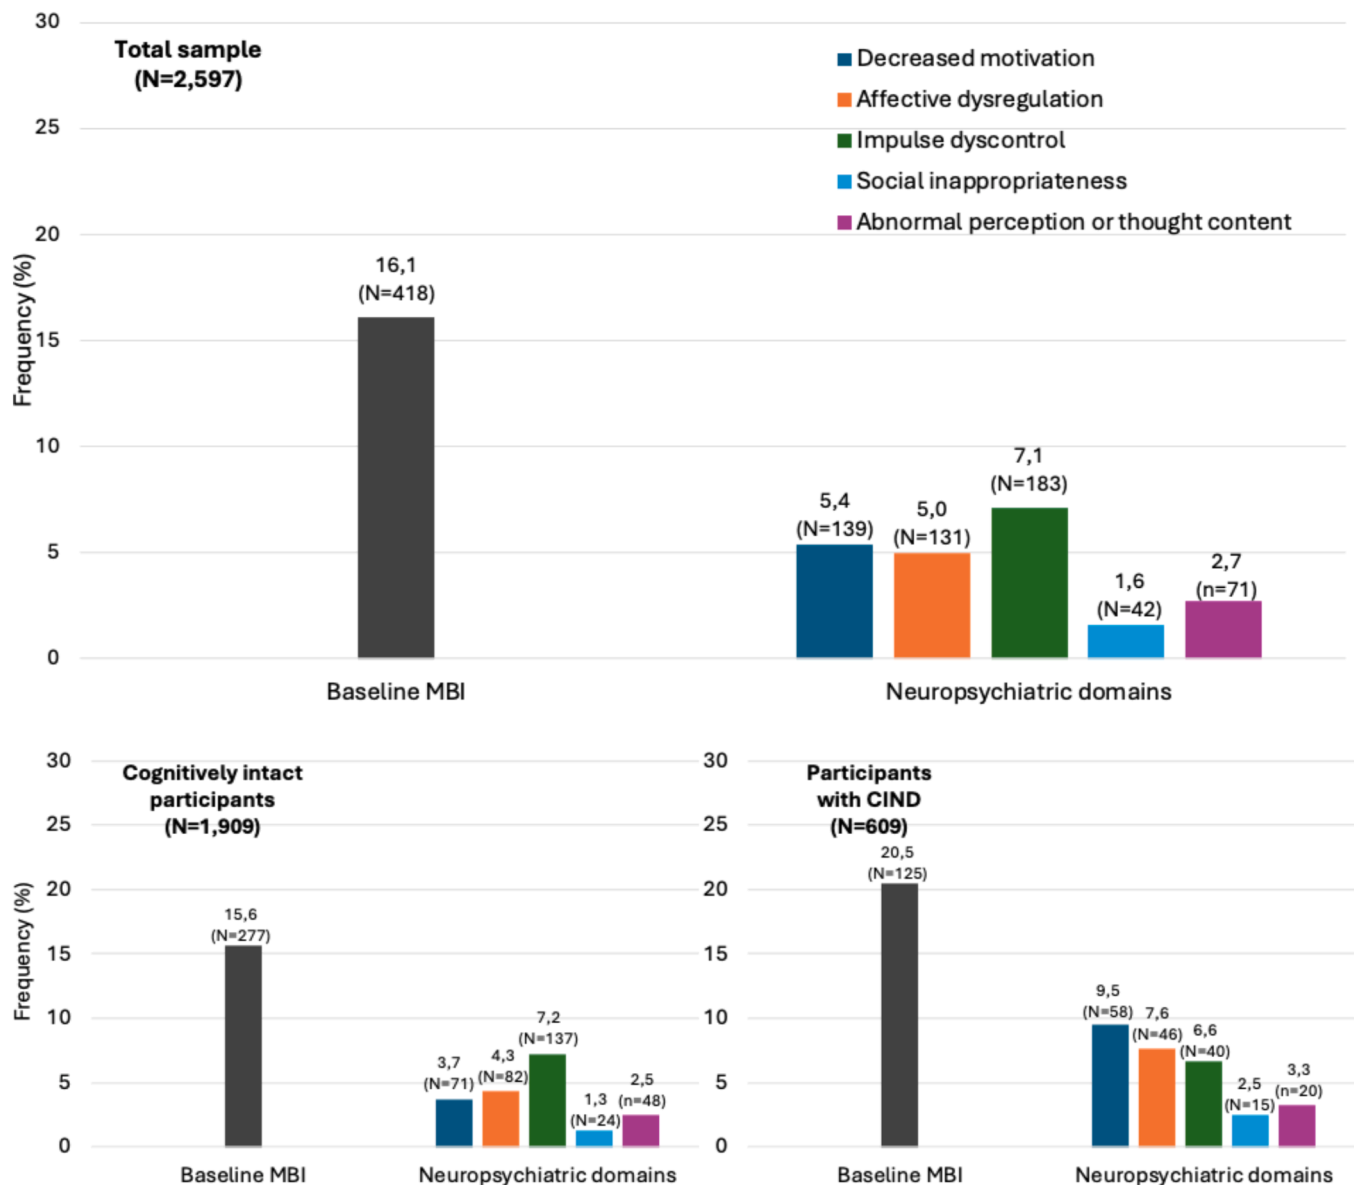 30
Total sample
(N=2,597)
Decreased motivation
Affective dysregulation
25
Impulse dyscontrol
Social inappropriateness
Abnormal perception or thought content
20
Frequency (%)
16,1
(N=418)
15
10
7,1
(N=183)
5,4
(N=139)
5,0
(N=131)
5
2,7
(n=71)
1,6
(N=42)
0
Baseline MBI
Neuropsychiatric domains
30
Cognitively intact
participants
(N=1,909)
25
20
Frequency (%)
15,6
(N=277)
15
10
7,2
(N=137)
3,7
(N=71)
4,3
(N=82)
5
1,3
(N=24)
2,5
(n=48)
0
Baseline MBI
Neuropsychiatric domains
30
Participants
with CIND
(N=609)
25
20,5
(N=125)
20
15
10
9,5
(N=58)
7,6
(N=46)
6,6
(N=40)
5
2,5
(N=15)
3,3
(n=20)
0
Baseline MBI
Neuropsychiatric domains